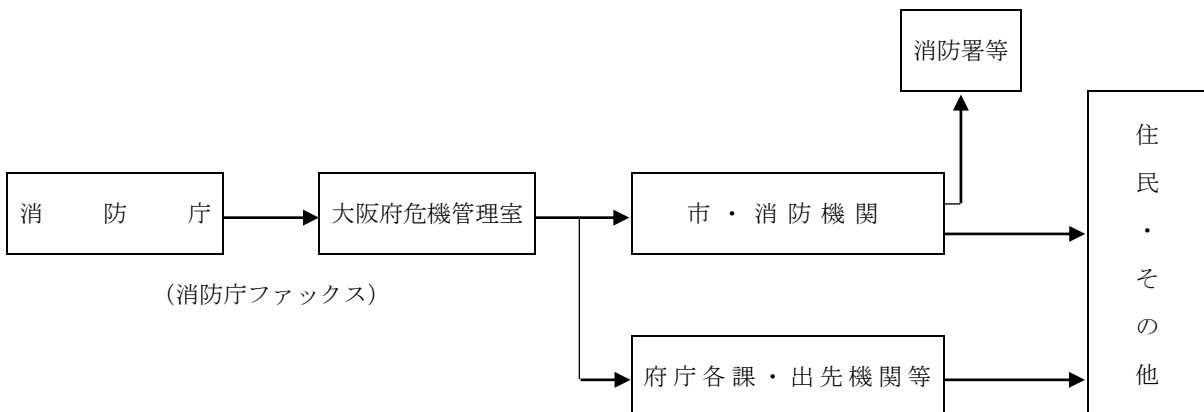 消防署等
消防庁
大阪府危機管理室
市・消防機関
(消防庁ファックス)
府庁各課・出先機関等
住民・その他